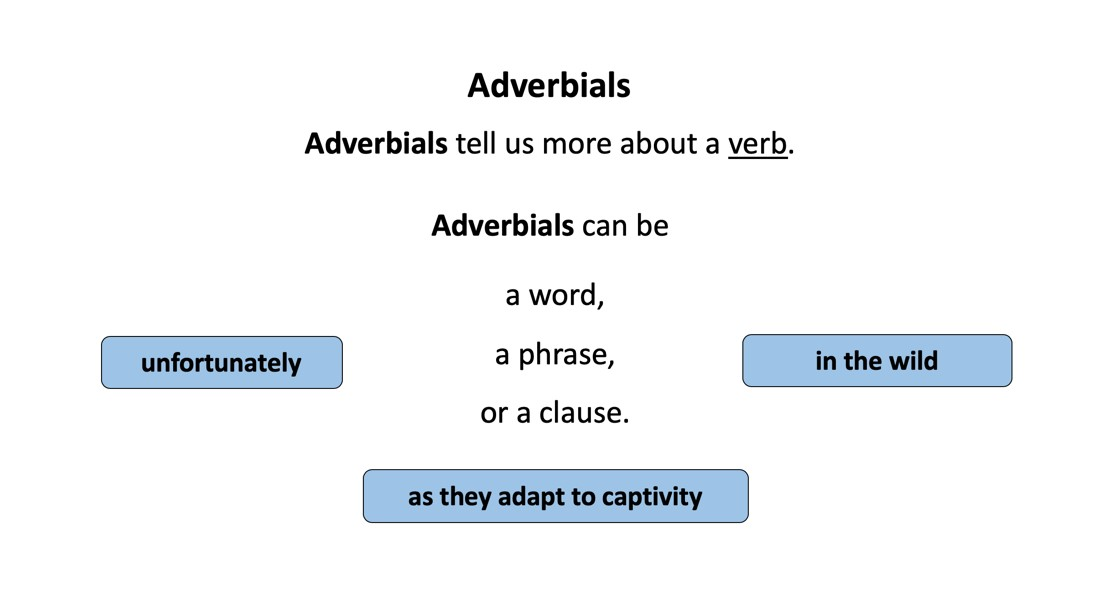 Adverbials
Adverbials tell us more about a verb.
Adverbials can be
a word,
a phrase,
or a clause.
unfortunately
in the wild
as they adapt to captivity